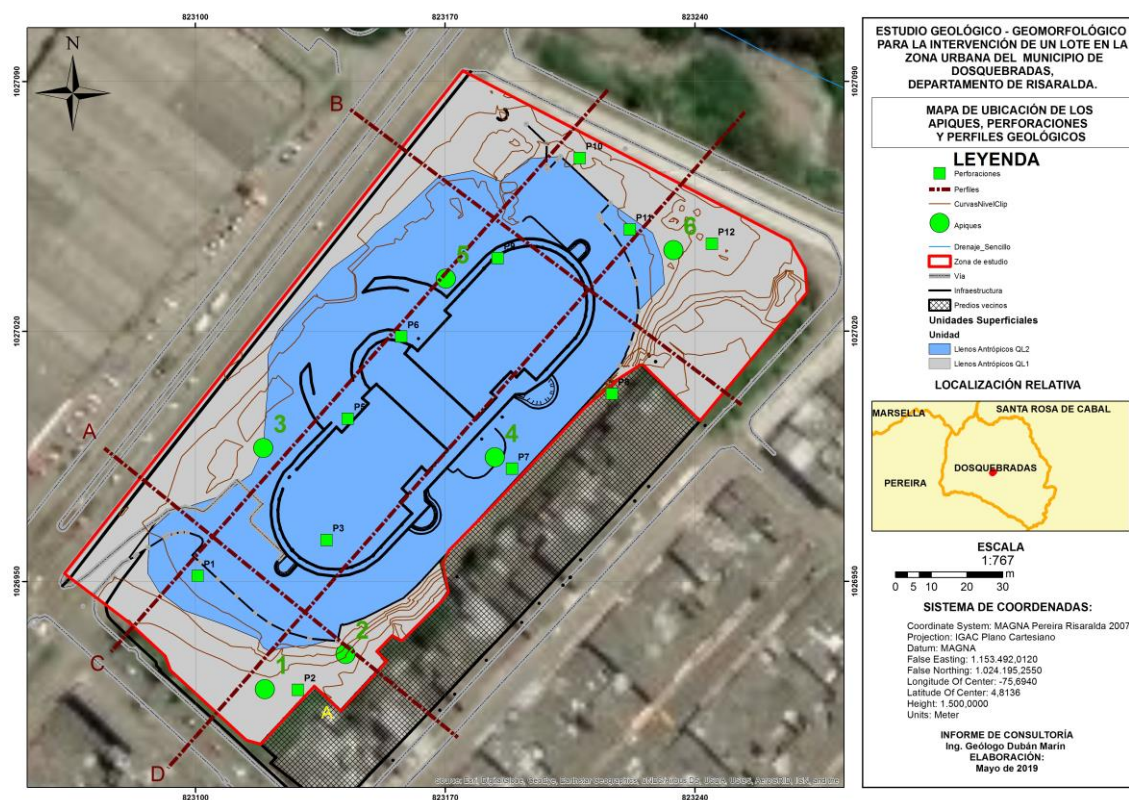 823100
823170
823240
N
1027090
1027090
B
P10
P11
6
P12
5
P9
1027020
1027020
P6
P8
P5
A
3
4
P7
P3
P1
1026950
1026950
2
C
1
P2
A
D
823100
823170
823240
ESTUDIO GEOLÓGICO - GEOMORFOLÓGICO
PARA LA INTERVENCIÓN DE UN LOTE EN LA
ZONA URBANA DEL MUNICIPIO DE
DOSQUEBRADAS,
DEPARTAMENTO DE RISARALDA.
MAPA DE UBICACIÓN DE LOS
APIQUES, PERFORACIONES
Y PERFILES GEOLÓGICOS
LEYENDA
Perforaciones
Perfiles
CurvasNivelClip
Apiques
Drenaje_Sencillo
Zona de estudio
Vía
Infraestructura
Predios vecinos
Unidades Superficiales
Unidad
Llenos Antrópicos QL2
Llenos Antrópicos QL1
LOCALIZACIÓN RELATIVA
MARSELLA
SANTA ROSA DE CABAL
DOSQUEBRADAS
PEREIRA
ESCALA
1:767
0 5 10 20 30 m
SISTEMA DE COORDENADAS:
Coordinate System: MAGNA Pereira Risaralda 2007
Projection: IGAC Plano Cartesiano
Datum: MAGNA
False Easting: 1.153.492,0120
False Northing: 1.024.195,2550
Longitude Of Center: -75,6940
Latitude Of Center: 4,8136
Height: 1.500,0000
Units: Meter
INFORME DE CONSULTORÍA
Ing. Geólogo Dubán Marín
ELABORACIÓN:
Mayo de 2019